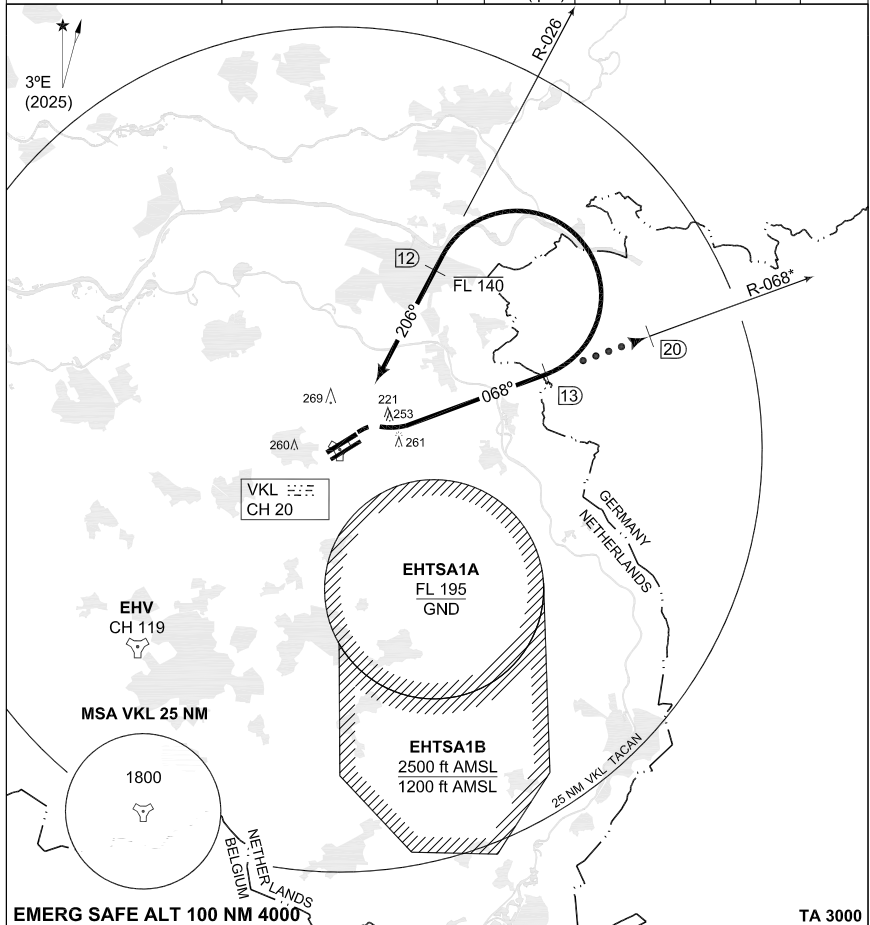 R-026
3ºE
(2025)
12
FL 140
206º
R-068*
20
068º
13
269
221
253
261
260
VKL
CH 20
GERMANY
NETHERLANDS
EHTSA1A
FL 195
GND
EHV
CH 119
MSA VKL 25 NM
1800
EHTSA1B
2500 ft AMSL
1200 ft AMSL
25 NM VKL TACAN
NETHERLANDS
BELGIUM
EMERG SAFE ALT 100 NM 4000
TA 3000